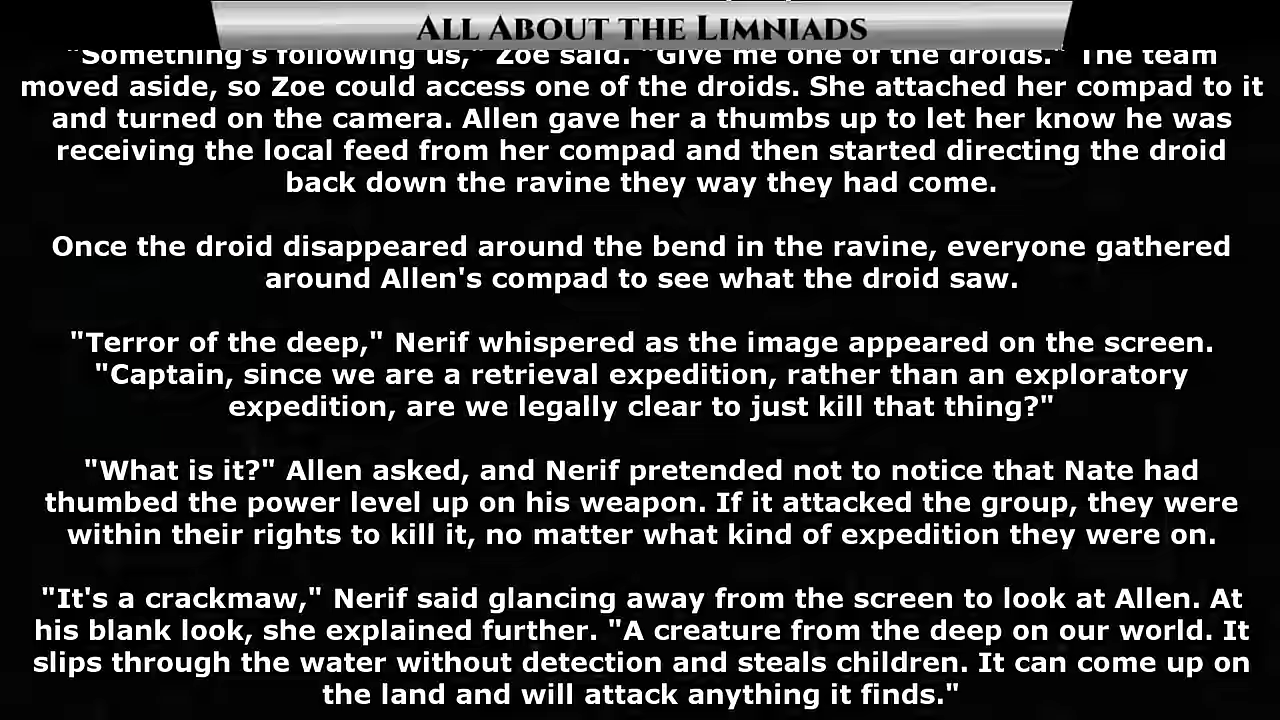 All About the Limniads
"Something's following us," Zoe said. "Give me one of the droids." The team
moved aside, so Zoe could access one of the droids. She attached her compad to it
and turned on the camera. Allen gave her a thumbs up to let her know he was
receiving the local feed from her compad and then started directing the droid
back down the ravine they way they had come.
Once the droid disappeared around the bend in the ravine, everyone gathered
around Allen's compad to see what the droid saw.
"Terror of the deep," Nerif whispered as the image appeared on the screen.
"Captain, since we are a retrieval expedition, rather than an exploratory
expedition, are we legally clear to just kill that thing?"
"What is it?" Allen asked, and Nerif pretended not to notice that Nate had
thumbed the power level up on his weapon. If it attacked the group, they were
within their rights to kill it, no matter what kind of expedition they were on.
"It's a crackmaw," Nerif said glancing away from the screen to look at Allen. At
his blank look, she explained further. "A creature from the deep on our world. It
slips through the water without detection and steals children. It can come up on
the land and will attack anything it finds."